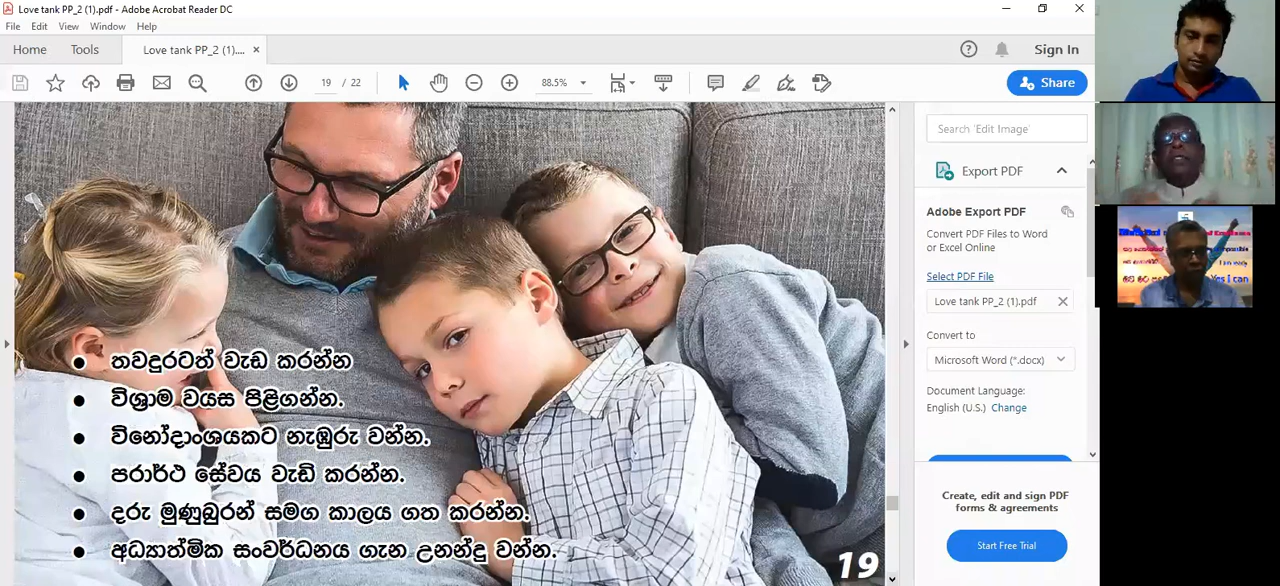 Love tank PP_2 (1).pdf - Adobe Acrobat Reader DC
File Edit View Window Help
Home Tools Love tank PP_2 (1).... × Sign In
19 / 22 88.5% Share
Search 'Edit Image'
Export PDF
Adobe Export PDF
Convert PDF Files to Word
or Excel Online
Select PDF File
Love tank PP_2 (1).pdf
Convert to
Microsoft Word (*.docx)
Document Language:
English (U.S.) Change
Create, edit and sign PDF
forms & agreements
Start Free Trial
• තවදුරටත් වැඩ කරන්න
• විශ්‍රාම වයස පිළිගන්න.
• විනෝදාංශයකට නැඹුරු වන්න.
• පරාර්ථ සේවය වැඩි කරන්න.
• දරු මුණුබුරන් සමග කාලය ගත කරන්න.
• අධ්‍යාත්මික සංවර්ධනය ගැන උනන්දු වන්න.
19
I am ready
Yes I can